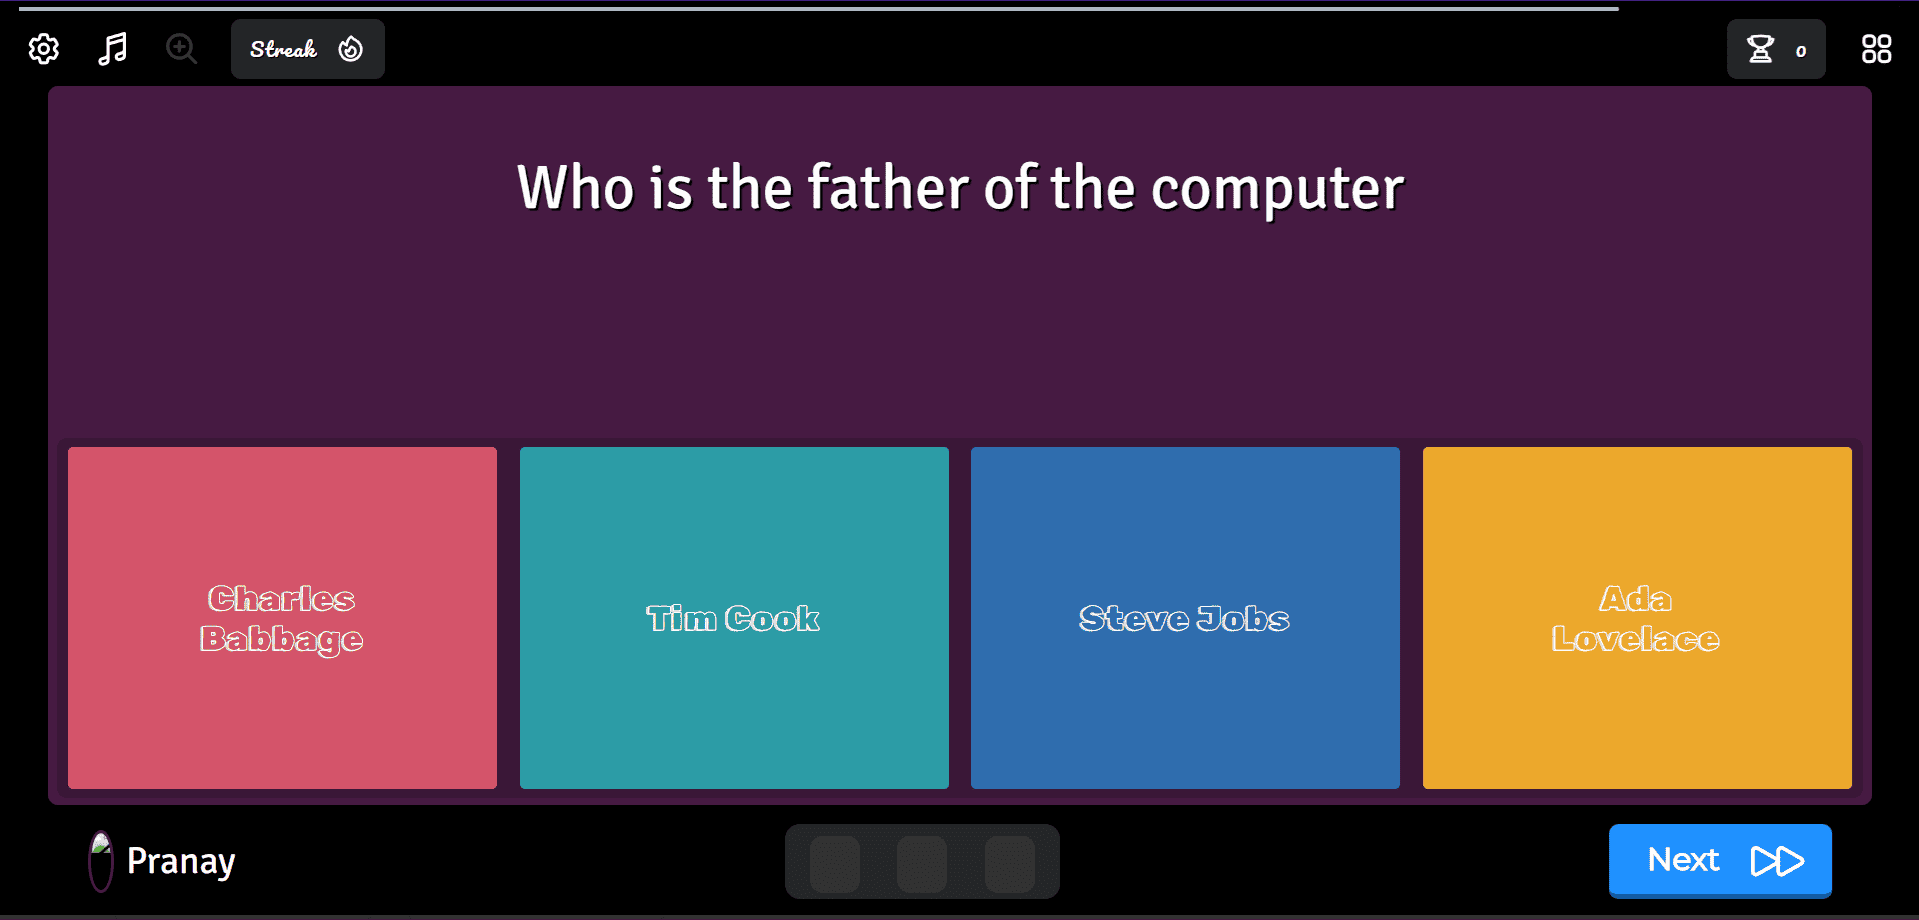 Streak
0
Who is the father of the computer
Charles
Babbage
Tim Cook
Steve Jobs
Ada
Lovelace
Pranay
Next